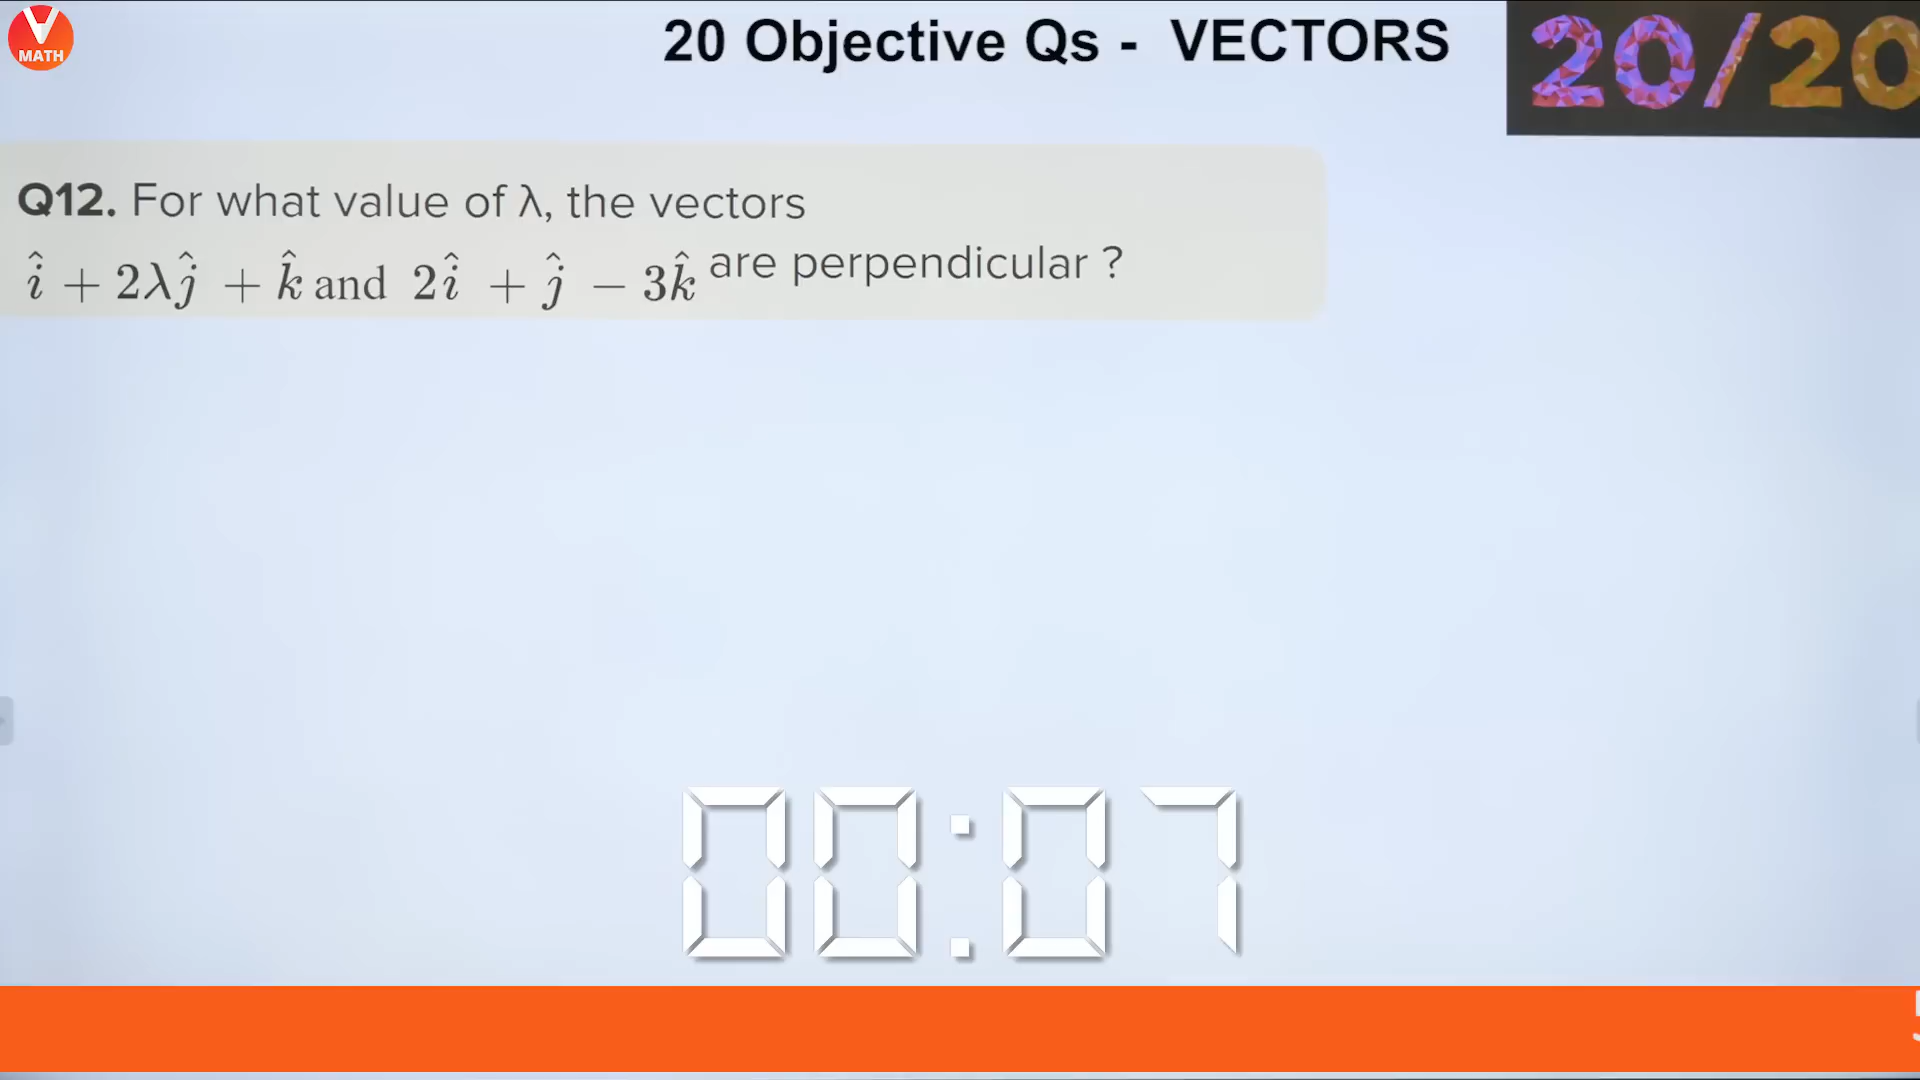 V
MATH
20 Objective Qs - VECTORS
20/20
Q12. For what value of λ, the vectors
î + 2λĵ + k̂ and 2î + ĵ − 3k̂ are perpendicular ?
00:07